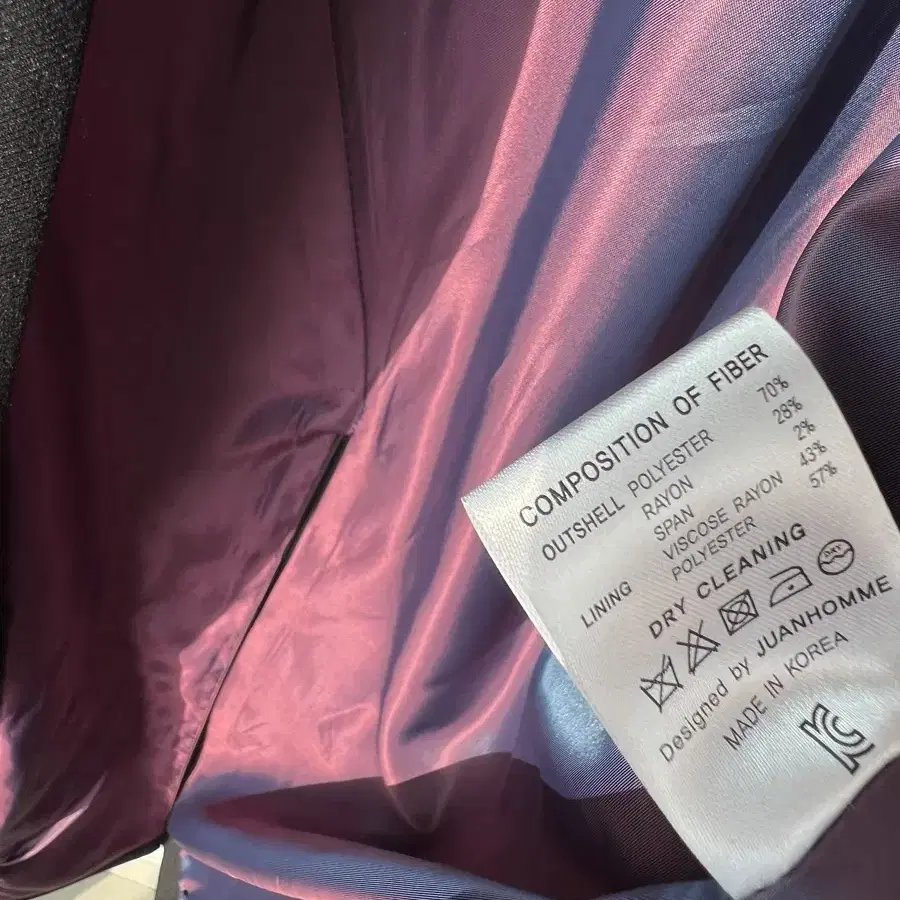 COMPOSITION OF FIBER
OUTSHELL POLYESTER 70%
RAYON 28%
SPAN 2%
LINING VISCOSE RAYON 43%
POLYESTER 57%
DRY CLEANING
DRY
Designed by JUANHOMME
MADE IN KOREA